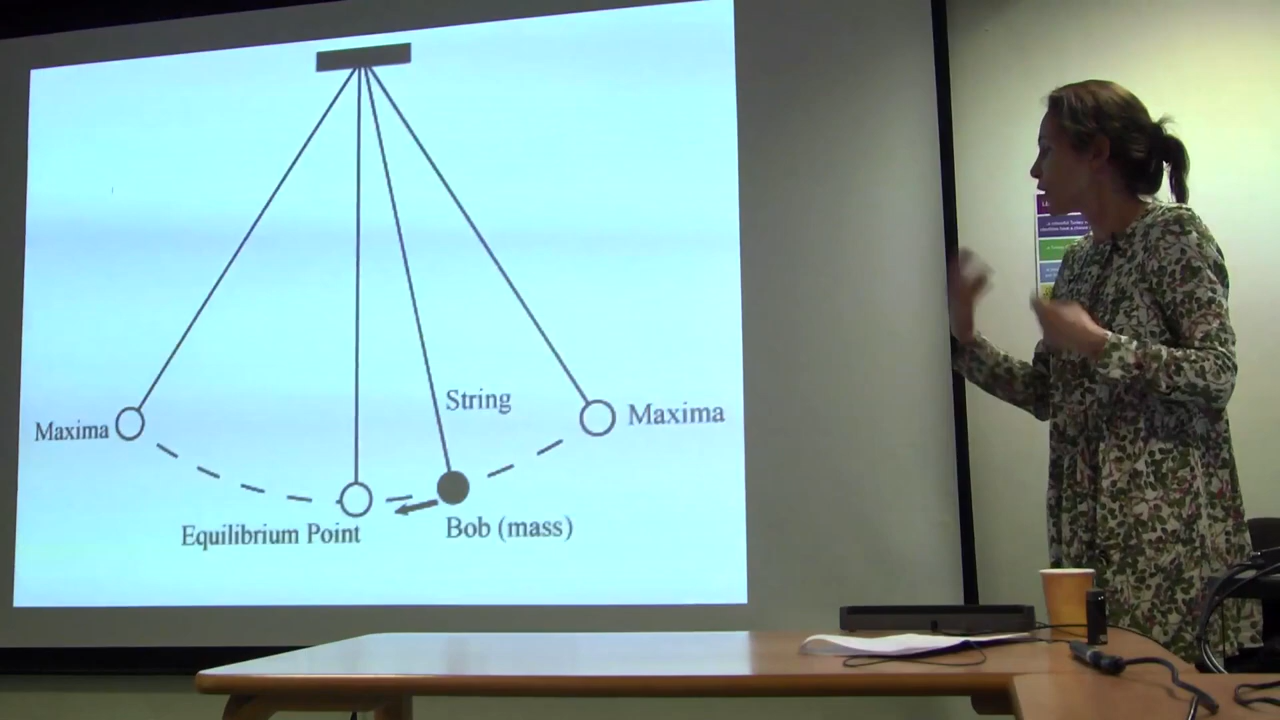 String
Maxima
Maxima
Equilibrium Point
Bob (mass)